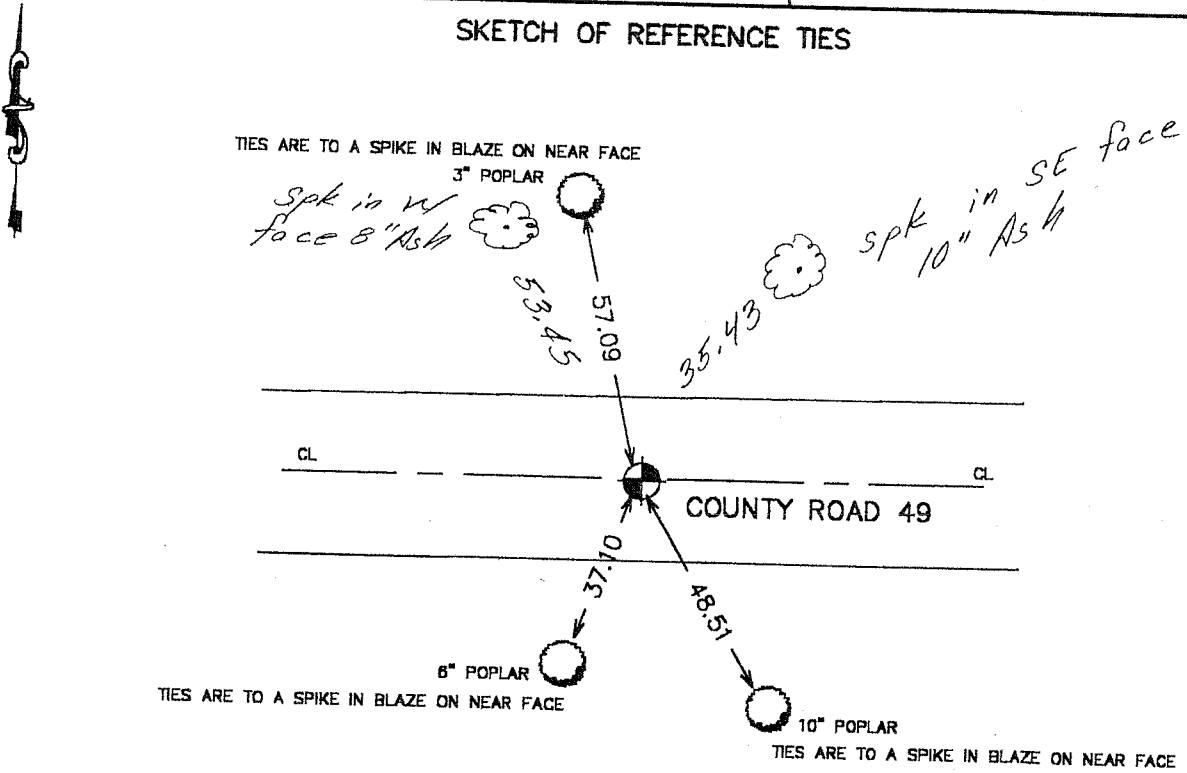 SKETCH OF REFERENCE TIES
TIES ARE TO A SPIKE IN BLAZE ON NEAR FACE
3" POPLAR
Spk in W
face 8" Ash
53.45
57.09
35.43
spk in SE face
10" Ash
CL
CL
COUNTY ROAD 49
37.10
48.51
6" POPLAR
TIES ARE TO A SPIKE IN BLAZE ON NEAR FACE
10" POPLAR
TIES ARE TO A SPIKE IN BLAZE ON NEAR FACE